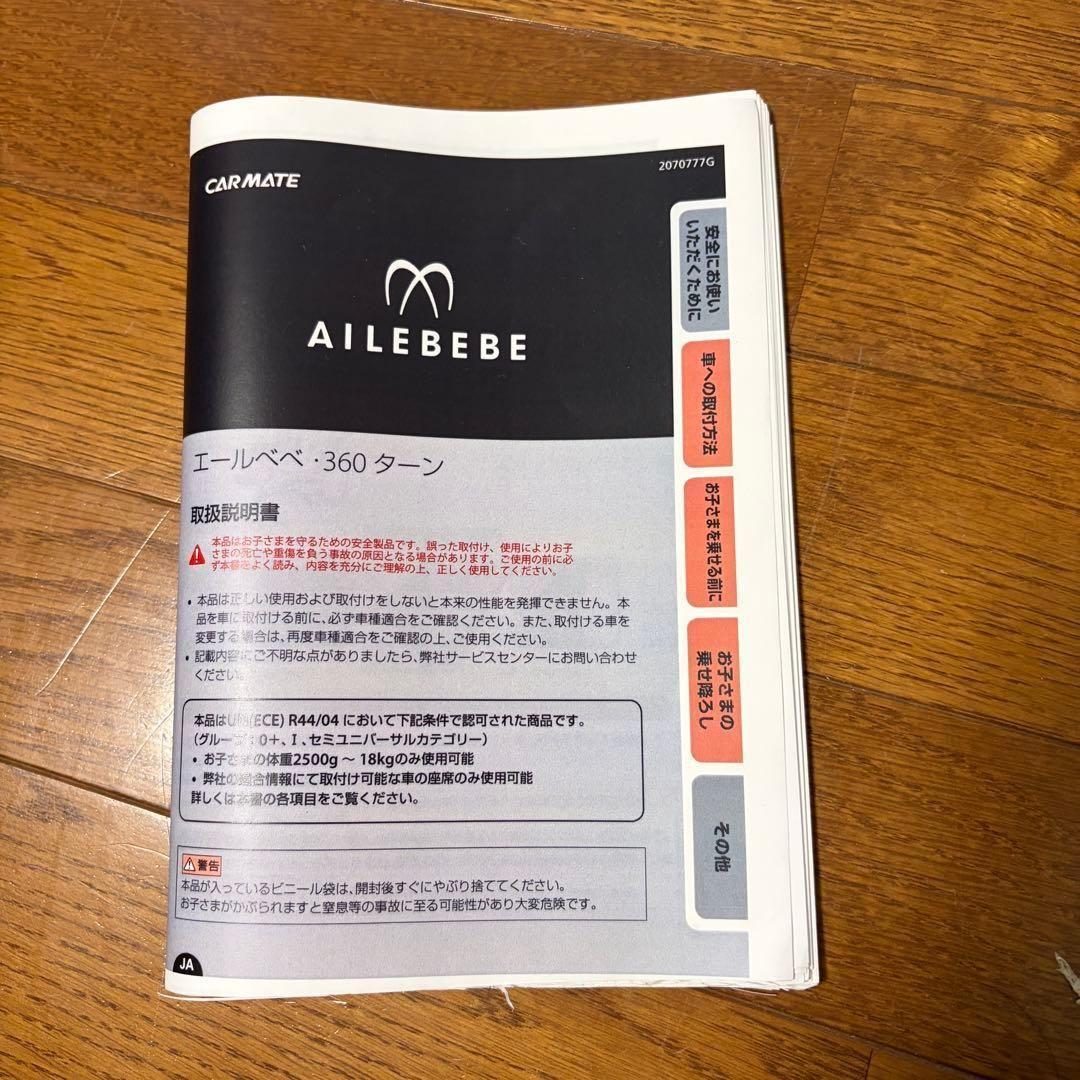 CARMATE
2070777G
AILEBEBE
エールベベ・360 ターン
取扱説明書
本品はお子さまを守るための安全製品です。誤った取付け、使用によりお子
さまの死亡や重傷を負う事故の原因となる場合があります。ご使用の前に必
ず本書をよく読み、内容を充分にご理解の上、正しく使用してください。
• 本品は正しい使用および取付けをしないと本来の性能を発揮できません。本
品を車に取付ける前に、必ず車種適合をご確認ください。また、取付ける車を
変更する場合は、再度車種適合をご確認の上、ご使用ください。
• 記載内容にご不明な点がありましたら、弊社サービスセンターにお問い合わせ
ください。
本品はUN(ECE) R44/04 において下記条件で認可された商品です。
(グループ：0+、I、セミユニバーサルカテゴリー)
• お子さまの体重2500g ～ 18kgのみ使用可能
• 弊社の適合情報にて取付け可能な車の座席のみ使用可能
詳しくは本書の各項目をご覧ください。
警告
本品が入っているビニール袋は、開封後すぐにやぶり捨ててください。
お子さまがかぶられますと窒息等の事故に至る可能性があり大変危険です。
JA
安全にお使い
いただくために
車への取付方法
お子さまを乗せる前に
お子さまの
乗せ降ろし
その他